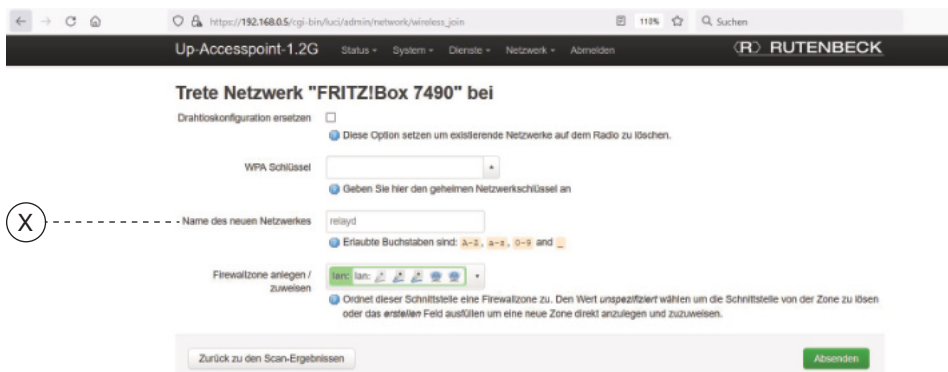 https://192.168.0.5/cgi-bin/luci/admin/network/wireless_join 110% Suchen
Up-Accesspoint-1.2G Status System Dienste Netzwerk Abmelden (R) RUTENBECK
Trete Netzwerk "FRITZ!Box 7490" bei
Drahtloskonfiguration ersetzen
Diese Option setzen um existierende Netzwerke auf dem Radio zu löschen.
WPA Schlüssel
Geben Sie hier den geheimen Netzwerkschlüssel an
X Name des neuen Netzwerkes relayd
Erlaubte Buchstaben sind: A-Z, a-z, 0-9 and _
Firewallzone anlegen / zuweisen
lan: lan:
Ordnet dieser Schnittstelle eine Firewallzone zu. Den Wert unspezifiziert wählen um die Schnittstelle von der Zone zu lösen
oder das erstellen Feld ausfüllen um eine neue Zone direkt anzulegen und zuzuweisen.
Zurück zu den Scan-Ergebnissen Absenden